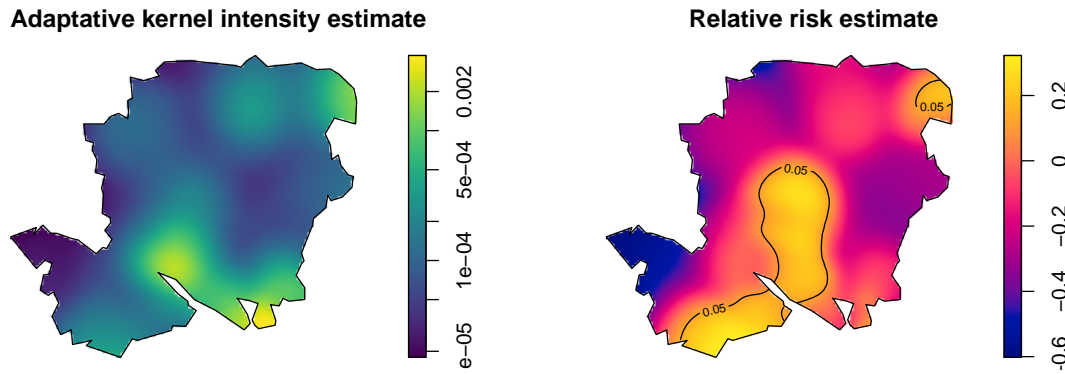 Adaptative kernel intensity estimate
Relative risk estimate
0.002
5e−04
1e−04
e−05
0.05
0.05
0.05
0.2
0
−0.2
−0.4
−0.6